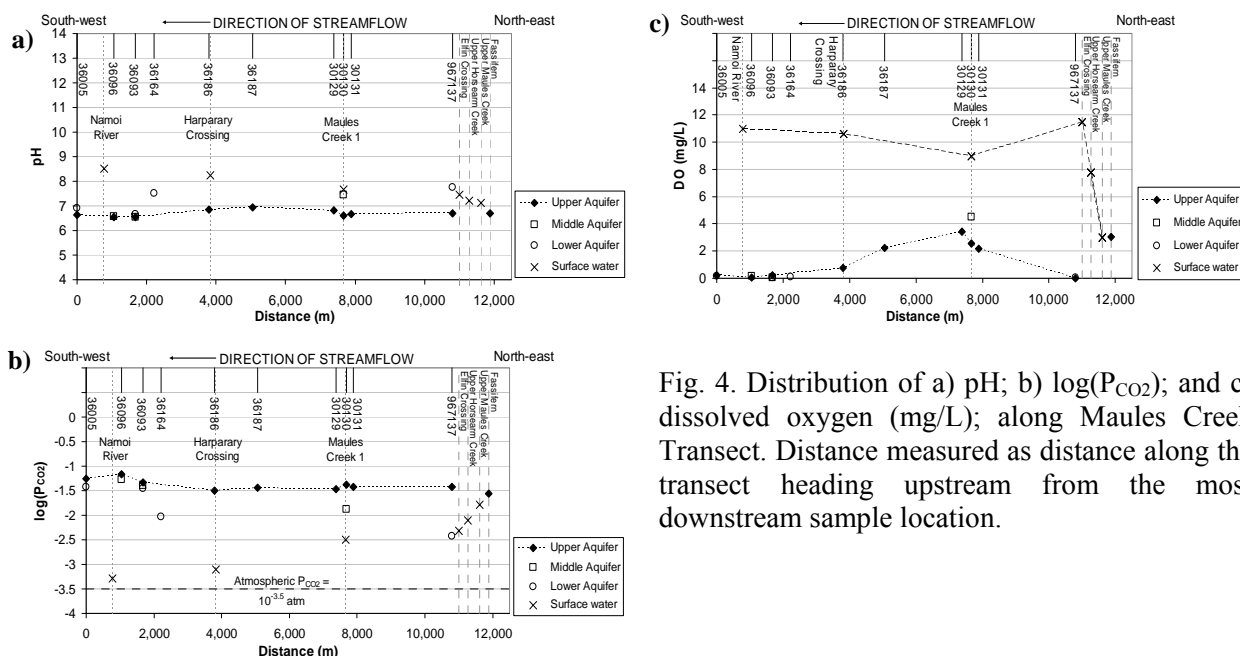 a)
South-west
DIRECTION OF STREAMFLOW
North-east
14
13
12
11
10
9
8
7
6
5
4
pH
36005
36096
36093
36164
36186
36187
30129
30130
30131
967137
Elfin Crossing
Upper Horsearm Creek
Upper Maules Creek
Fassifern
Namoi
River
Harparary
Crossing
Maules
Creek 1
0 2,000 4,000 6,000 8,000 10,000 12,000
Distance (m)
Upper Aquifer
Middle Aquifer
Lower Aquifer
Surface water
b)
South-west
DIRECTION OF STREAMFLOW
North-east
0
-0.5
-1
-1.5
-2
-2.5
-3
-3.5
-4
log(PCO2)
36005
36096
36093
36164
36186
36187
30129
30130
30131
967137
Elfin Crossing
Upper Horsearm Creek
Upper Maules Creek
Fassifern
Namoi
River
Harparary
Crossing
Maules
Creek 1
Atmospheric PCO2 =
10-3.5 atm
0 2,000 4,000 6,000 8,000 10,000 12,000
Distance (m)
Upper Aquifer
Middle Aquifer
Lower Aquifer
Surface water
c)
South-west
DIRECTION OF STREAMFLOW
North-east
14
12
10
8
6
4
2
0
DO (mg/L)
36005
Namoi River
36096
36093
36164
Harparary
Crossing
36186
36187
30129
30130
30131
967137
Elfin Crossing
Upper Horsearm Creek
Upper Maules Creek
Fassifern
Maules
Creek 1
0 2,000 4,000 6,000 8,000 10,000 12,000
Distance (m)
Upper Aquifer
Middle Aquifer
Lower Aquifer
Surface water
Fig. 4. Distribution of a) pH; b) log(PCO2); and c
dissolved oxygen (mg/L); along Maules Creek
Transect. Distance measured as distance along th
transect heading upstream from the mos
downstream sample location.